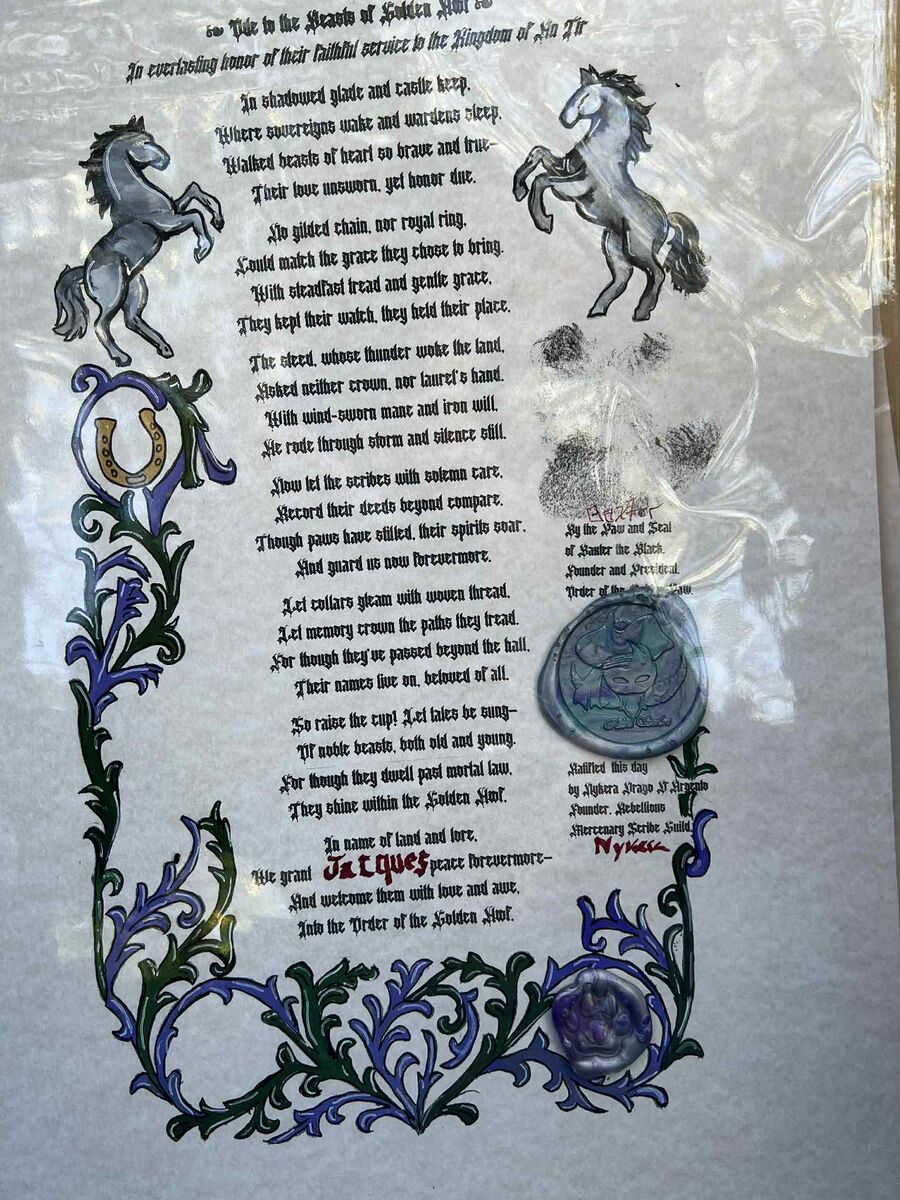 Ode to the Beasts of Golden Hoof
In everlasting honor of their faithful service to the Kingdom of An Tir
In shadowed glade and castle keep,
Where sovereigns wake and wardens sleep,
Walked beasts of heart so brave and true—
Their love unsworn, yet honor due.
No gilded chain, nor royal ring,
Could match the grace they chose to bring.
With steadfast tread and gentle grace,
They kept their watch, they held their place.
The steed, whose thunder woke the land,
Asked neither crown, nor laurel's hand.
With wind-sworn mane and iron will,
He rode through storm and silence still.
Now let the scribes with solemn care,
Record their deeds beyond compare.
Though paws have stilled, their spirits soar,
And guard us now forevermore.
Let collars gleam with woven thread,
Let memory crown the paths they tread.
For though they've passed beyond the hall,
Their names live on, beloved of all.
So raise the cup! Let tales be sung—
Of noble beasts, both old and young.
For though they dwell past mortal law,
They shine within the Golden Hoof.
In name of land and lore,
We grant Jacques peace forevermore—
And welcome them with love and awe,
Into the Order of the Golden Hoof.
By the Paw and Seal
of Baxter the Black,
Founder and President,
Order of the Paw.
Ratified this day
by Nykera Drago D'Argento
Founder, Rebellious
Mercenary Scribe Guild
Nykera